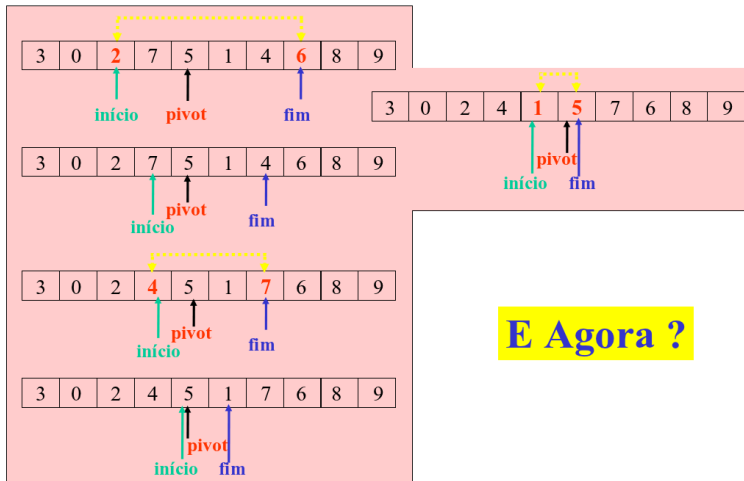 3 0 2 7 5 1 4 6 8 9
início pivot fim
3 0 2 7 5 1 4 6 8 9
pivot
início fim
3 0 2 4 5 1 7 6 8 9
pivot
início fim
3 0 2 4 5 1 7 6 8 9
pivot
início fim
3 0 2 4 1 5 7 6 8 9
pivot
início fim
E Agora ?